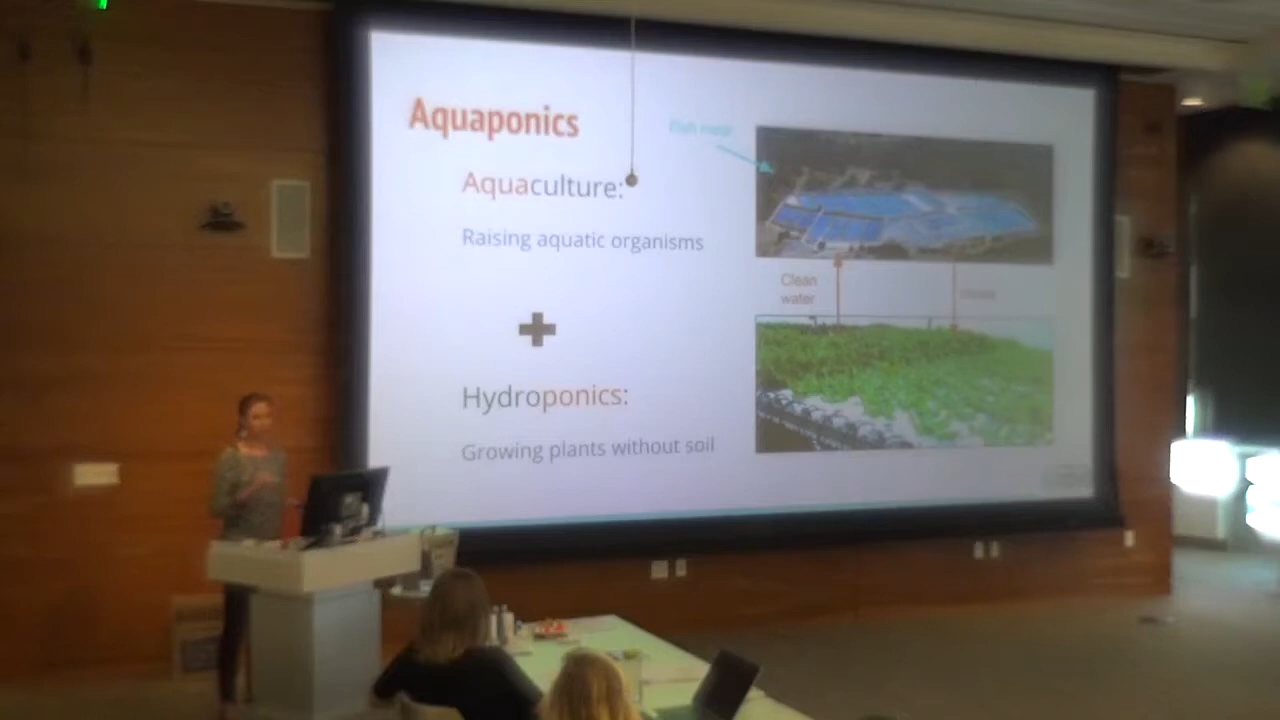 Aquaponics
Aquaculture:
Raising aquatic organisms
Hydroponics:
Growing plants without soil
Clean
water